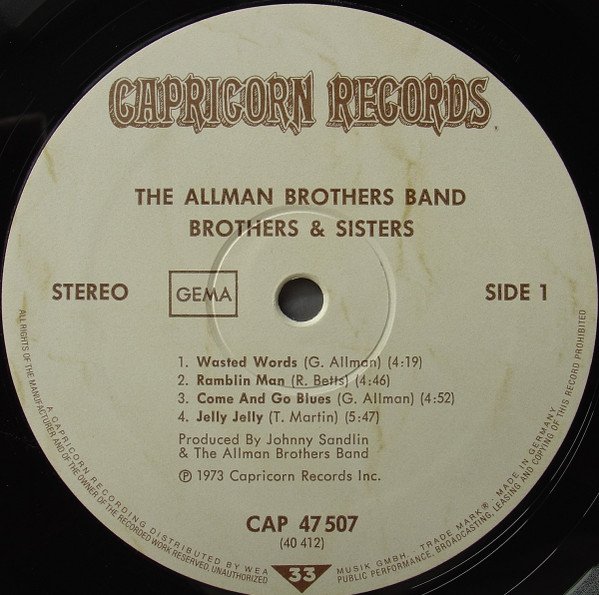 CAPRICORN RECORDS
THE ALLMAN BROTHERS BAND
BROTHERS & SISTERS
STEREO
GEMA
SIDE 1
1. Wasted Words (G. Allman) (4:19)
2. Ramblin Man (R. Betts) (4:46)
3. Come And Go Blues (G. Allman) (4:52)
4. Jelly Jelly (T. Martin) (5:47)
Produced By Johnny Sandlin
& The Allman Brothers Band
℗ 1973 Capricorn Records Inc.
CAP 47 507
(40 412)
33
A CAPRICORN RECORDING DISTRIBUTED BY WEA MUSIK GMBH. TRADE MARK®. MADE IN GERMANY
ALL RIGHTS OF THE MANUFACTURER AND OF THE OWNER OF THE RECORDED WORK RESERVED. UNAUTHORIZED PUBLIC PERFORMANCE, BROADCASTING, LEASING AND COPYING OF THIS RECORD PROHIBITED